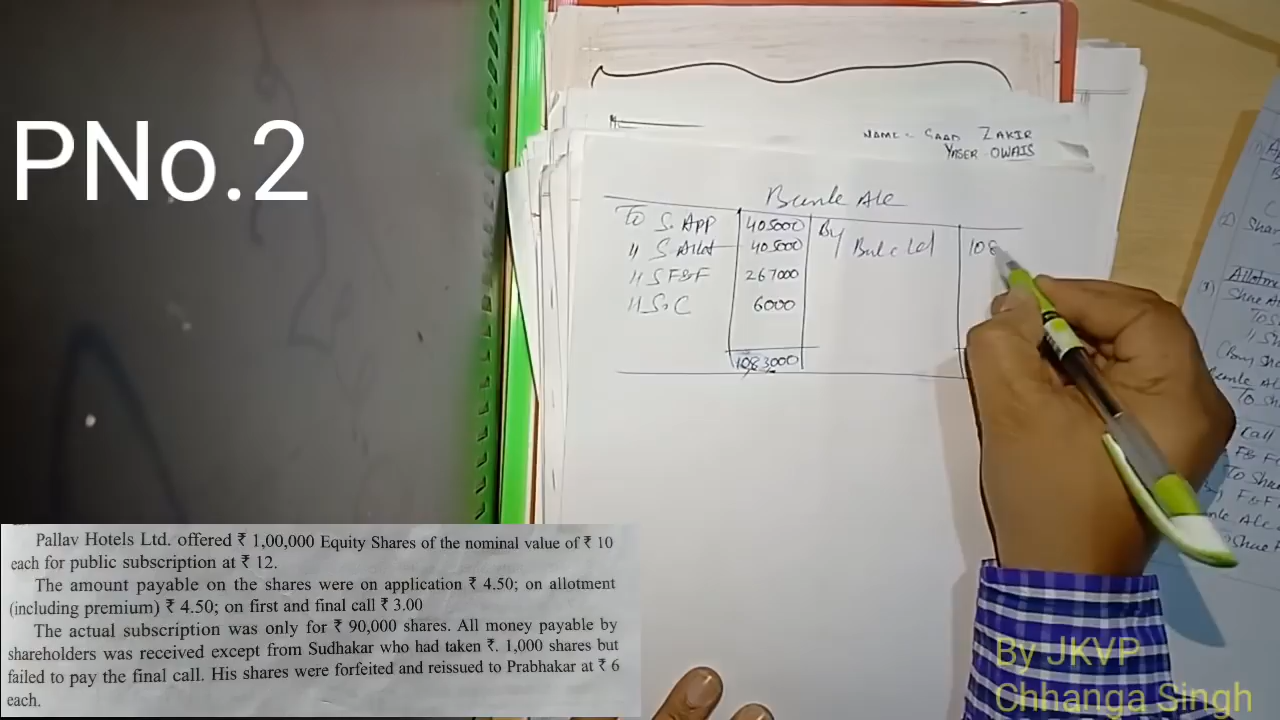 PNo.2
NAME - SAAD ZAKIR
YASER OWAIS
Bank A/c
To S. App 405000 By Balc c/d 108
" S. Allot 405000
" S F&F 267000
" S. C 6000
1083000
Pallav Hotels Ltd. offered ₹ 1,00,000 Equity Shares of the nominal value of ₹ 10
each for public subscription at ₹ 12.
The amount payable on the shares were on application ₹ 4.50; on allotment
(including premium) ₹ 4.50; on first and final call ₹ 3.00
The actual subscription was only for ₹ 90,000 shares. All money payable by
shareholders was received except from Sudhakar who had taken ₹. 1,000 shares but
failed to pay the final call. His shares were forfeited and reissued to Prabhakar at ₹ 6
each.
By JKVP
Chhanga Singh